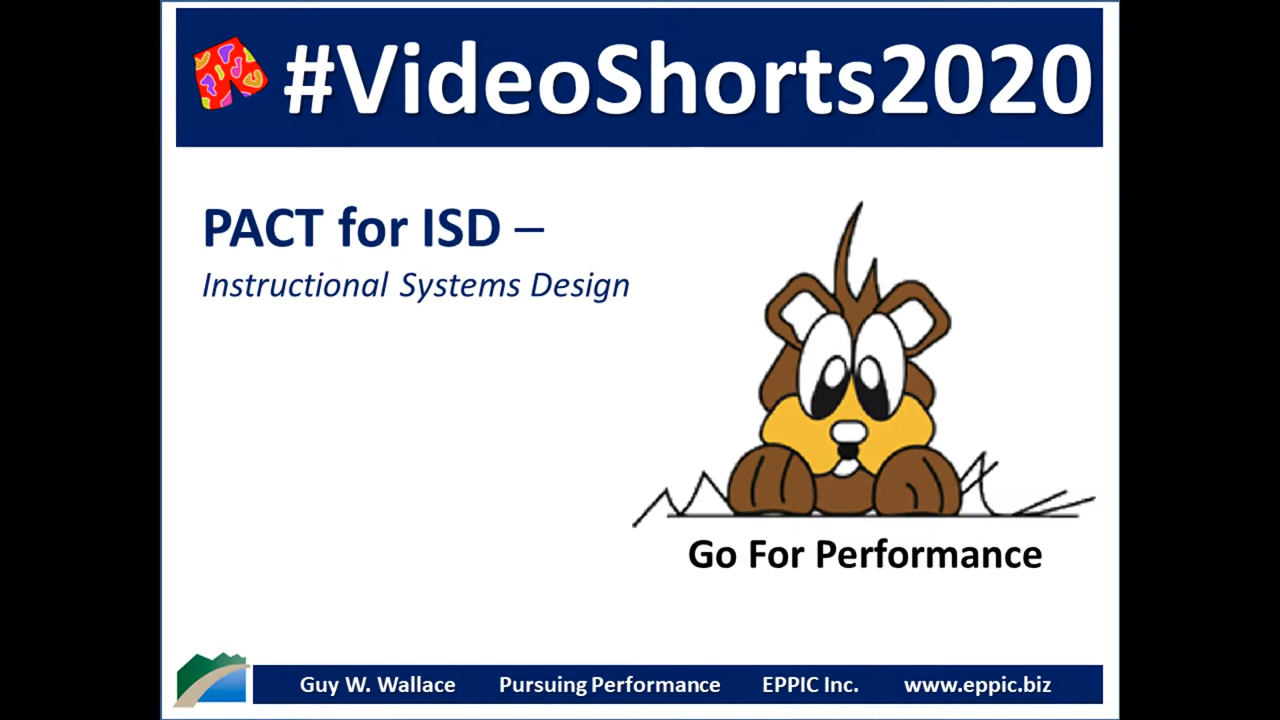 #VideoShorts2020
PACT for ISD –
Instructional Systems Design
Go For Performance
Guy W. Wallace Pursuing Performance EPPIC Inc. www.eppic.biz